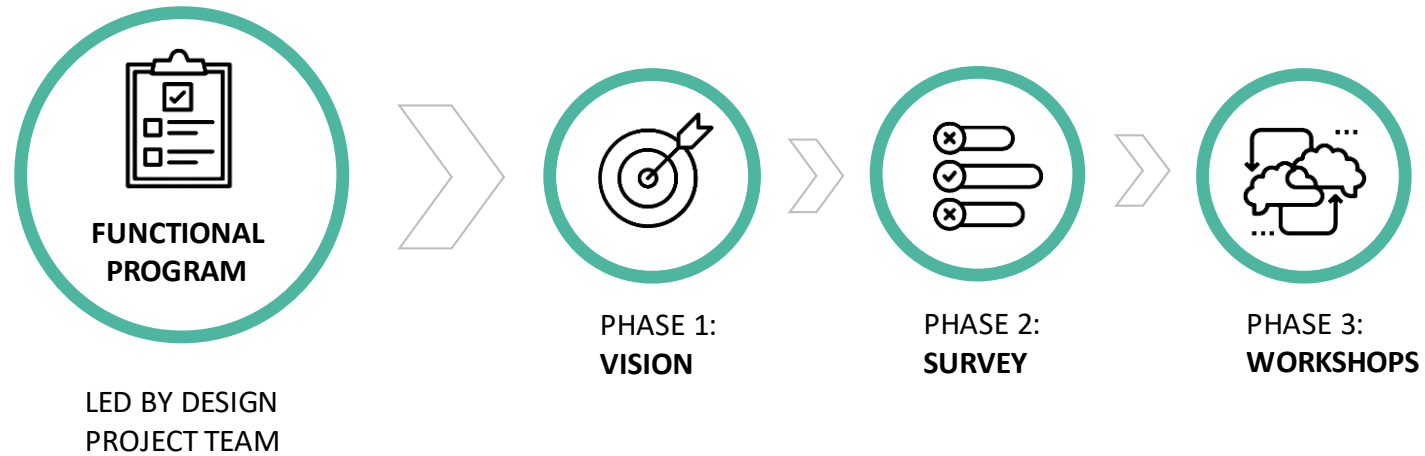 FUNCTIONAL
PROGRAM
LED BY DESIGN
PROJECT TEAM
PHASE 1:
VISION
PHASE 2:
SURVEY
PHASE 3:
WORKSHOPS